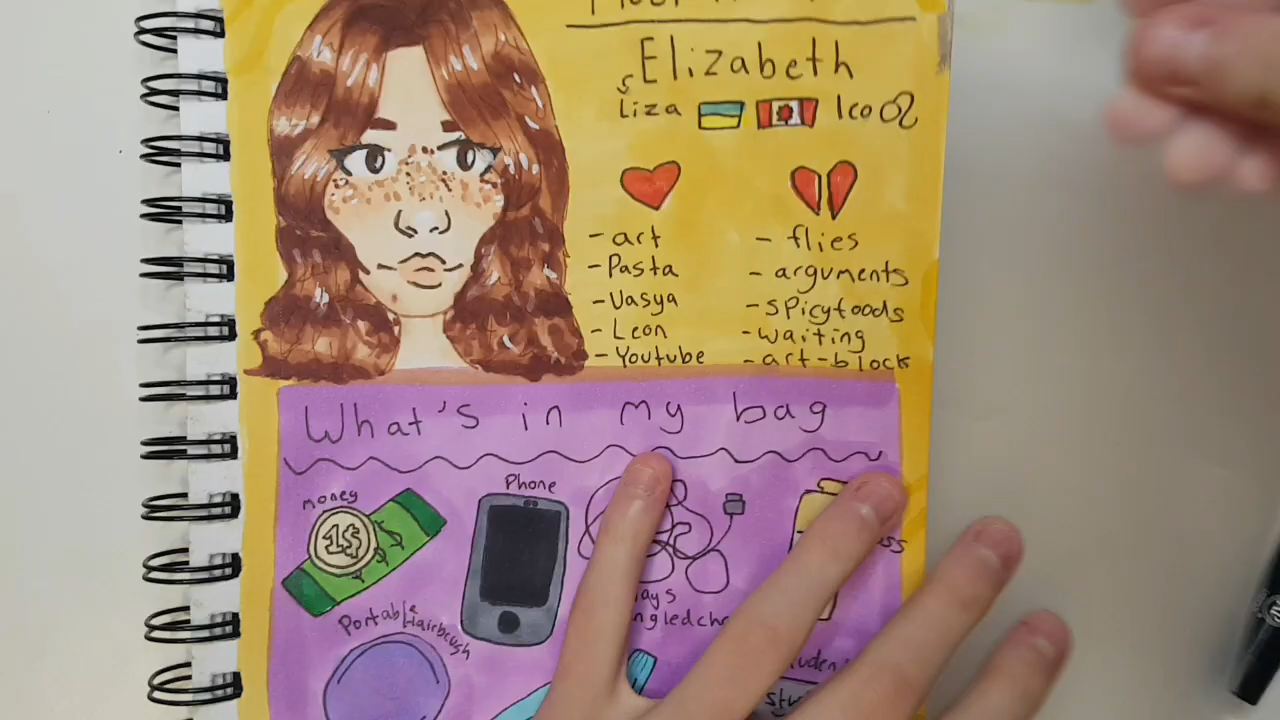 Elizabeth
Liza
leo
- art
- Pasta
- Vasya
- Leon
- Youtube
- flies
- arguments
- spicy foods
- waiting
- art-block
What's in my bag
money
1$
$ $ $
Phone
Portable Hairbrush